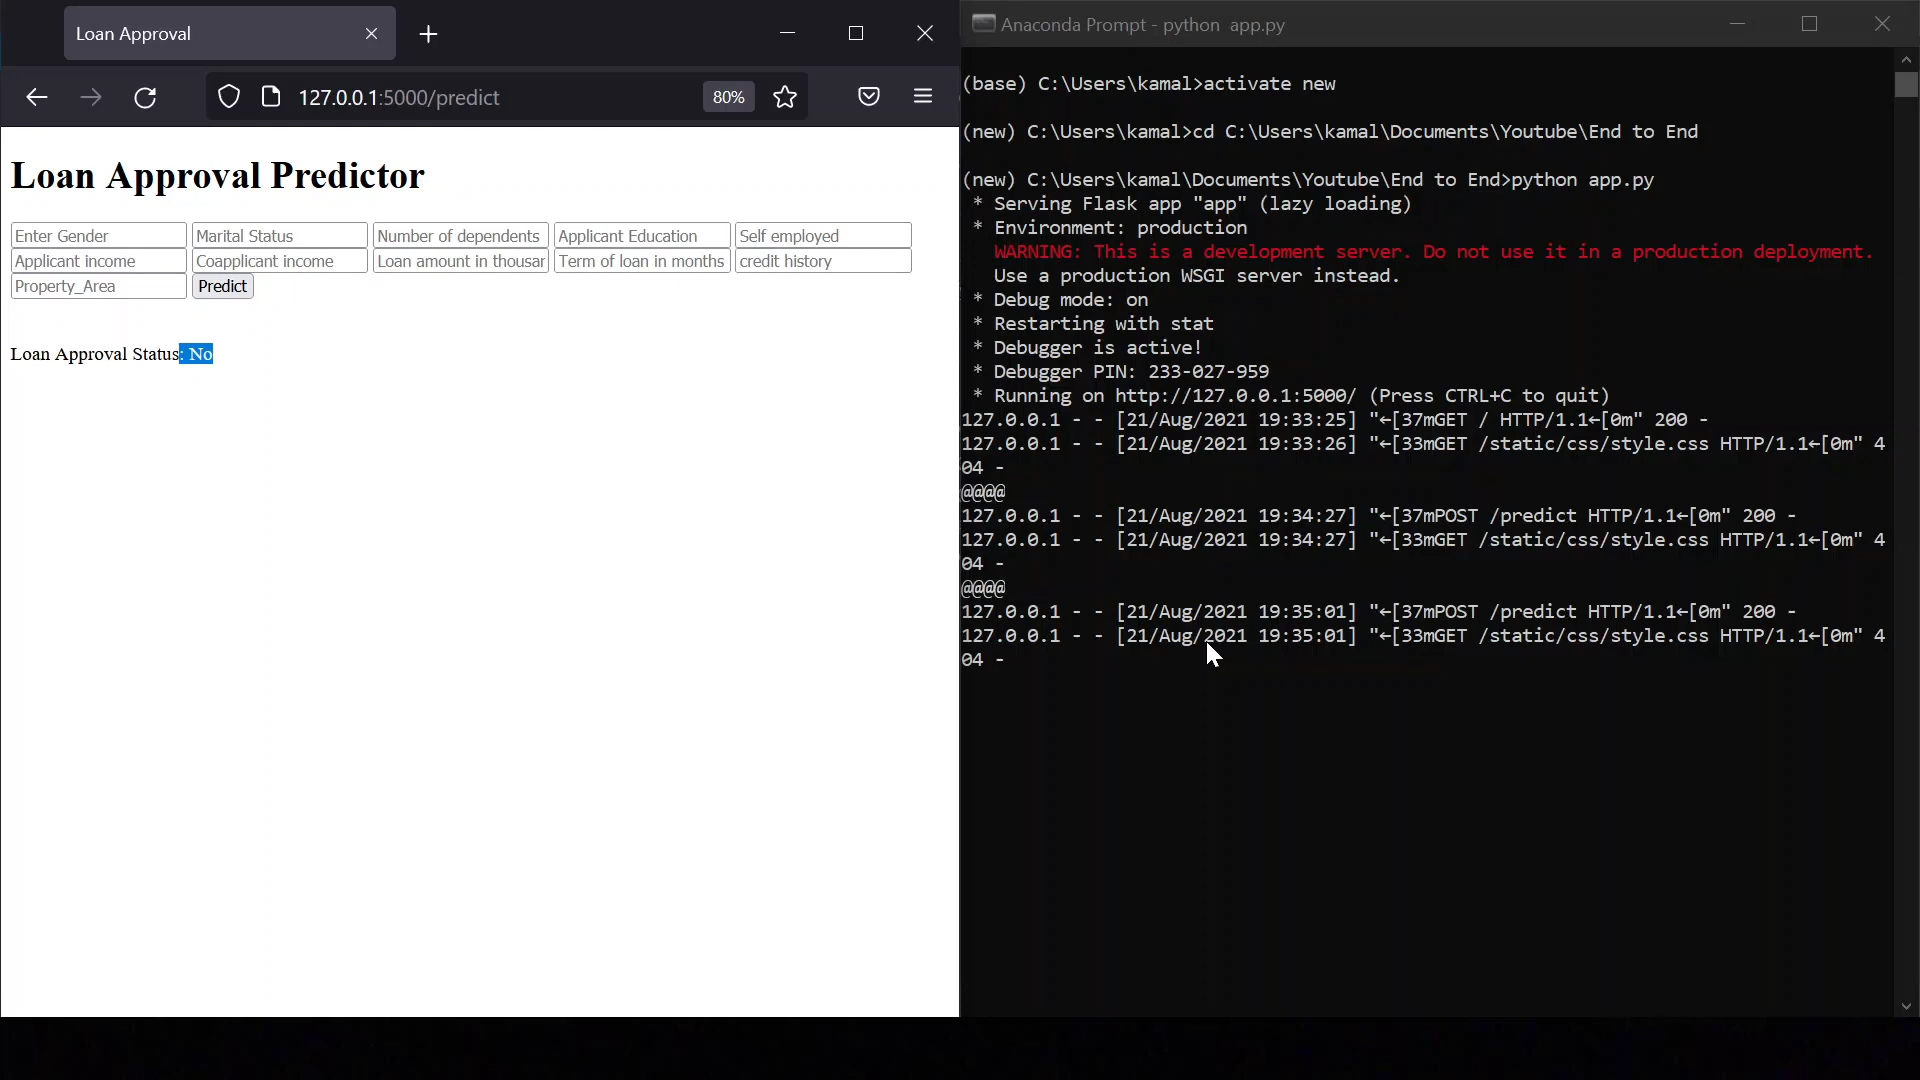 Loan Approval
127.0.0.1:5000/predict
80%
Loan Approval Predictor
Enter Gender Marital Status Number of dependents Applicant Education Self employed
Applicant income Coapplicant income Loan amount in thousar Term of loan in months credit history
Property_Area Predict
Loan Approval Status: No
Anaconda Prompt - python  app.py
(base) C:\Users\kamal>activate new
(new) C:\Users\kamal>cd C:\Users\kamal\Documents\Youtube\End to End
(new) C:\Users\kamal\Documents\Youtube\End to End>python app.py
* Serving Flask app "app" (lazy loading)
* Environment: production
WARNING: This is a development server. Do not use it in a production deployment.
Use a production WSGI server instead.
* Debug mode: on
* Restarting with stat
* Debugger is active!
* Debugger PIN: 233-027-959
* Running on http://127.0.0.1:5000/ (Press CTRL+C to quit)
127.0.0.1 - - [21/Aug/2021 19:33:25] "←[37mGET / HTTP/1.1←[0m" 200 -
127.0.0.1 - - [21/Aug/2021 19:33:26] "←[33mGET /static/css/style.css HTTP/1.1←[0m" 4
04 -
@@@@
127.0.0.1 - - [21/Aug/2021 19:34:27] "←[37mPOST /predict HTTP/1.1←[0m" 200 -
127.0.0.1 - - [21/Aug/2021 19:34:27] "←[33mGET /static/css/style.css HTTP/1.1←[0m" 4
04 -
@@@@
127.0.0.1 - - [21/Aug/2021 19:35:01] "←[37mPOST /predict HTTP/1.1←[0m" 200 -
127.0.0.1 - - [21/Aug/2021 19:35:01] "←[33mGET /static/css/style.css HTTP/1.1←[0m" 4
04 -